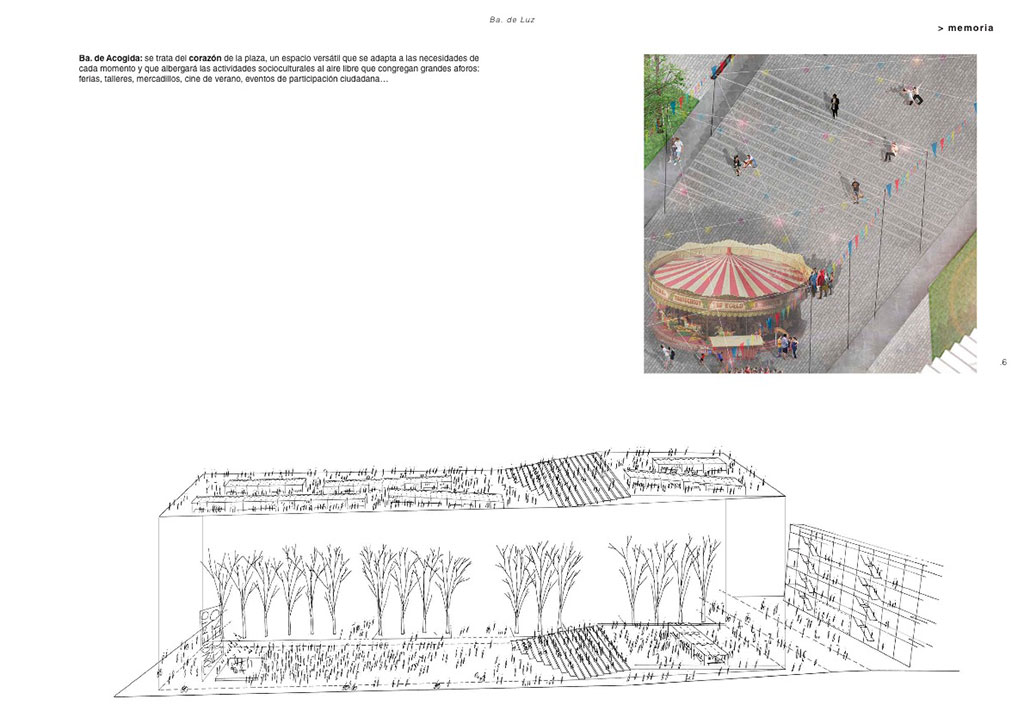 Ba. de Luz
> memoria
Ba. de Acogida: se trata del corazón de la plaza, un espacio versátil que se adapta a las necesidades de
cada momento y que albergará las actividades socioculturales al aire libre que congregan grandes aforos:
ferias, talleres, mercadillos, cine de verano, eventos de participación ciudadana…
.6